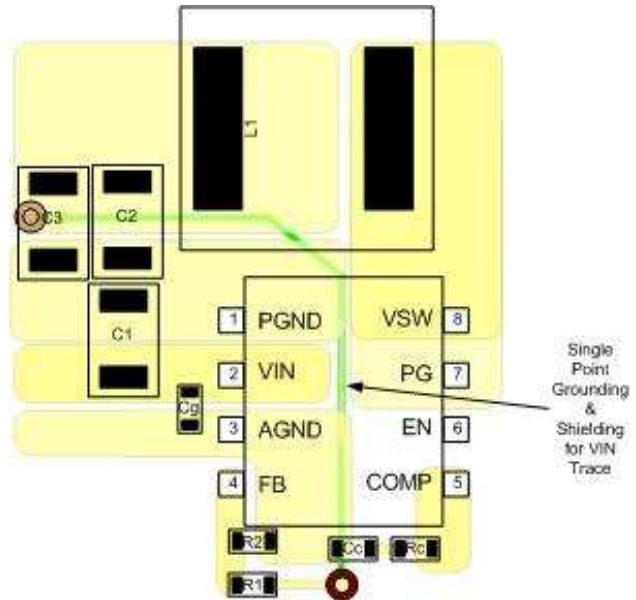 L1
C3
C2
C1
1 PGND VSW 8
2 VIN PG 7
Cg
3 AGND EN 6
4 FB COMP 5
R2
Cc
Rc
R1
Single
Point
Grounding
&
Shielding
for VIN
Trace